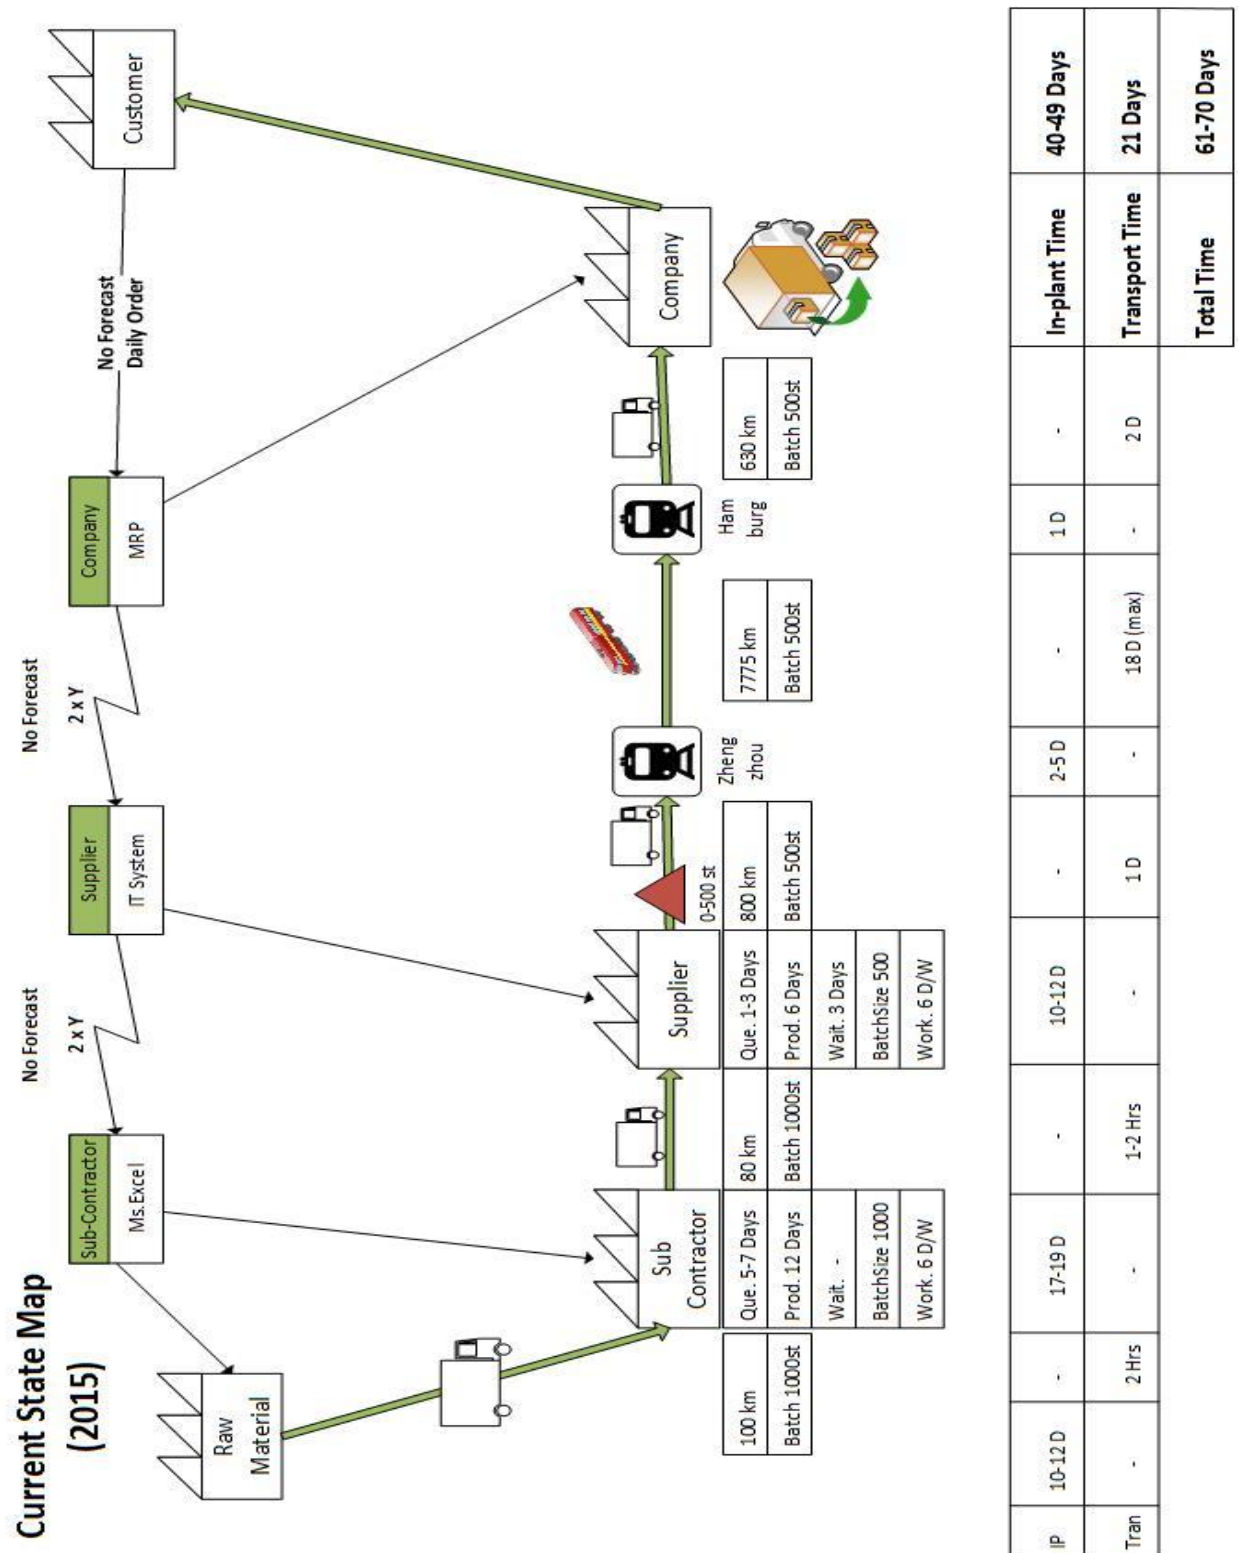 Current State Map
(2015)
No Forecast
No Forecast
2 x Y
2 x Y
No Forecast
Daily Order
Sub-Contractor
Ms.Excel
Supplier
IT System
Company
MRP
Customer
Raw
Material
Sub
Contractor
Supplier
Company
0-500 st
Zheng
zhou
Ham
burg
100 km
Batch 1000st
Que. 5-7 Days
Prod. 12 Days
Wait. -
BatchSize 1000
Work. 6 D/W
80 km
Batch 1000st
Que. 1-3 Days
Prod. 6 Days
Wait. 3 Days
BatchSize 500
Work. 6 D/W
800 km
Batch 500st
7775 km
Batch 500st
630 km
Batch 500st
IP 10-12 D - 17-19 D - 10-12 D - 2-5 D - 1 D - In-plant Time 40-49 Days
Tran - 2 Hrs - 1-2 Hrs - 1 D - 18 D (max) - 2 D Transport Time 21 Days
Total Time 61-70 Days